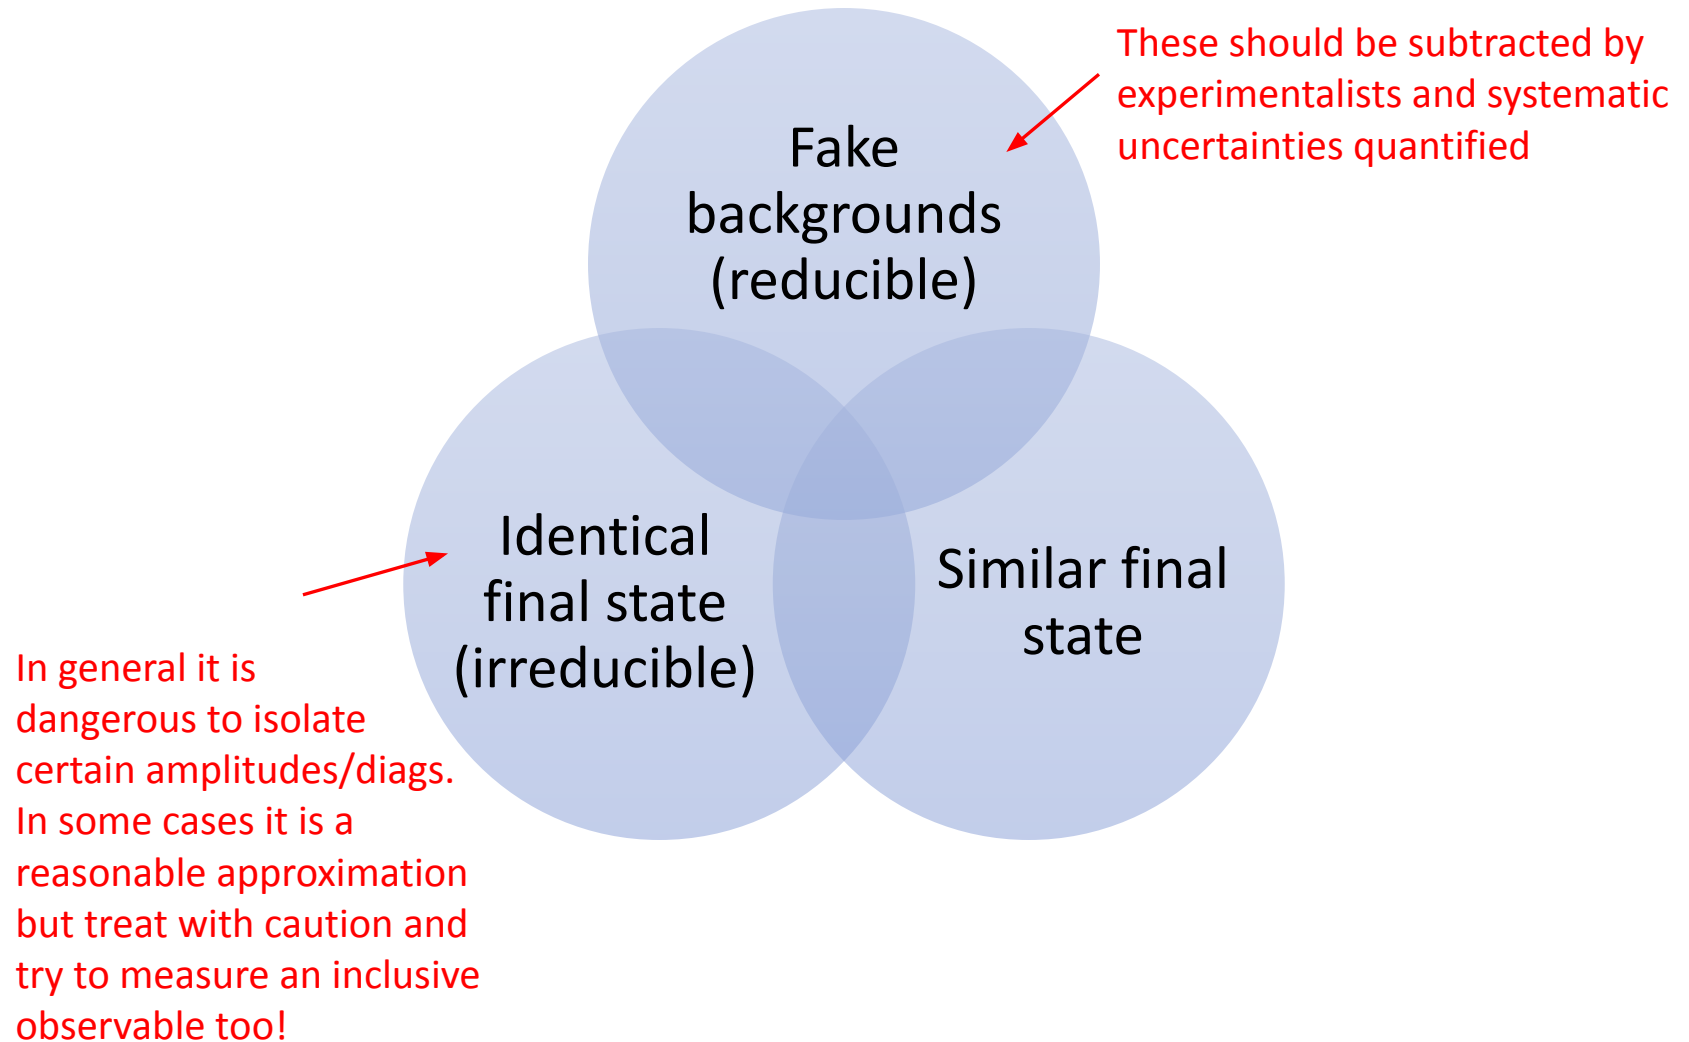 These should be subtracted by
experimentalists and systematic
uncertainties quantified
Fake
backgrounds
(reducible)
Identical
final state
(irreducible)
Similar final
state
In general it is
dangerous to isolate
certain amplitudes/diags.
In some cases it is a
reasonable approximation
but treat with caution and
try to measure an inclusive
observable too!